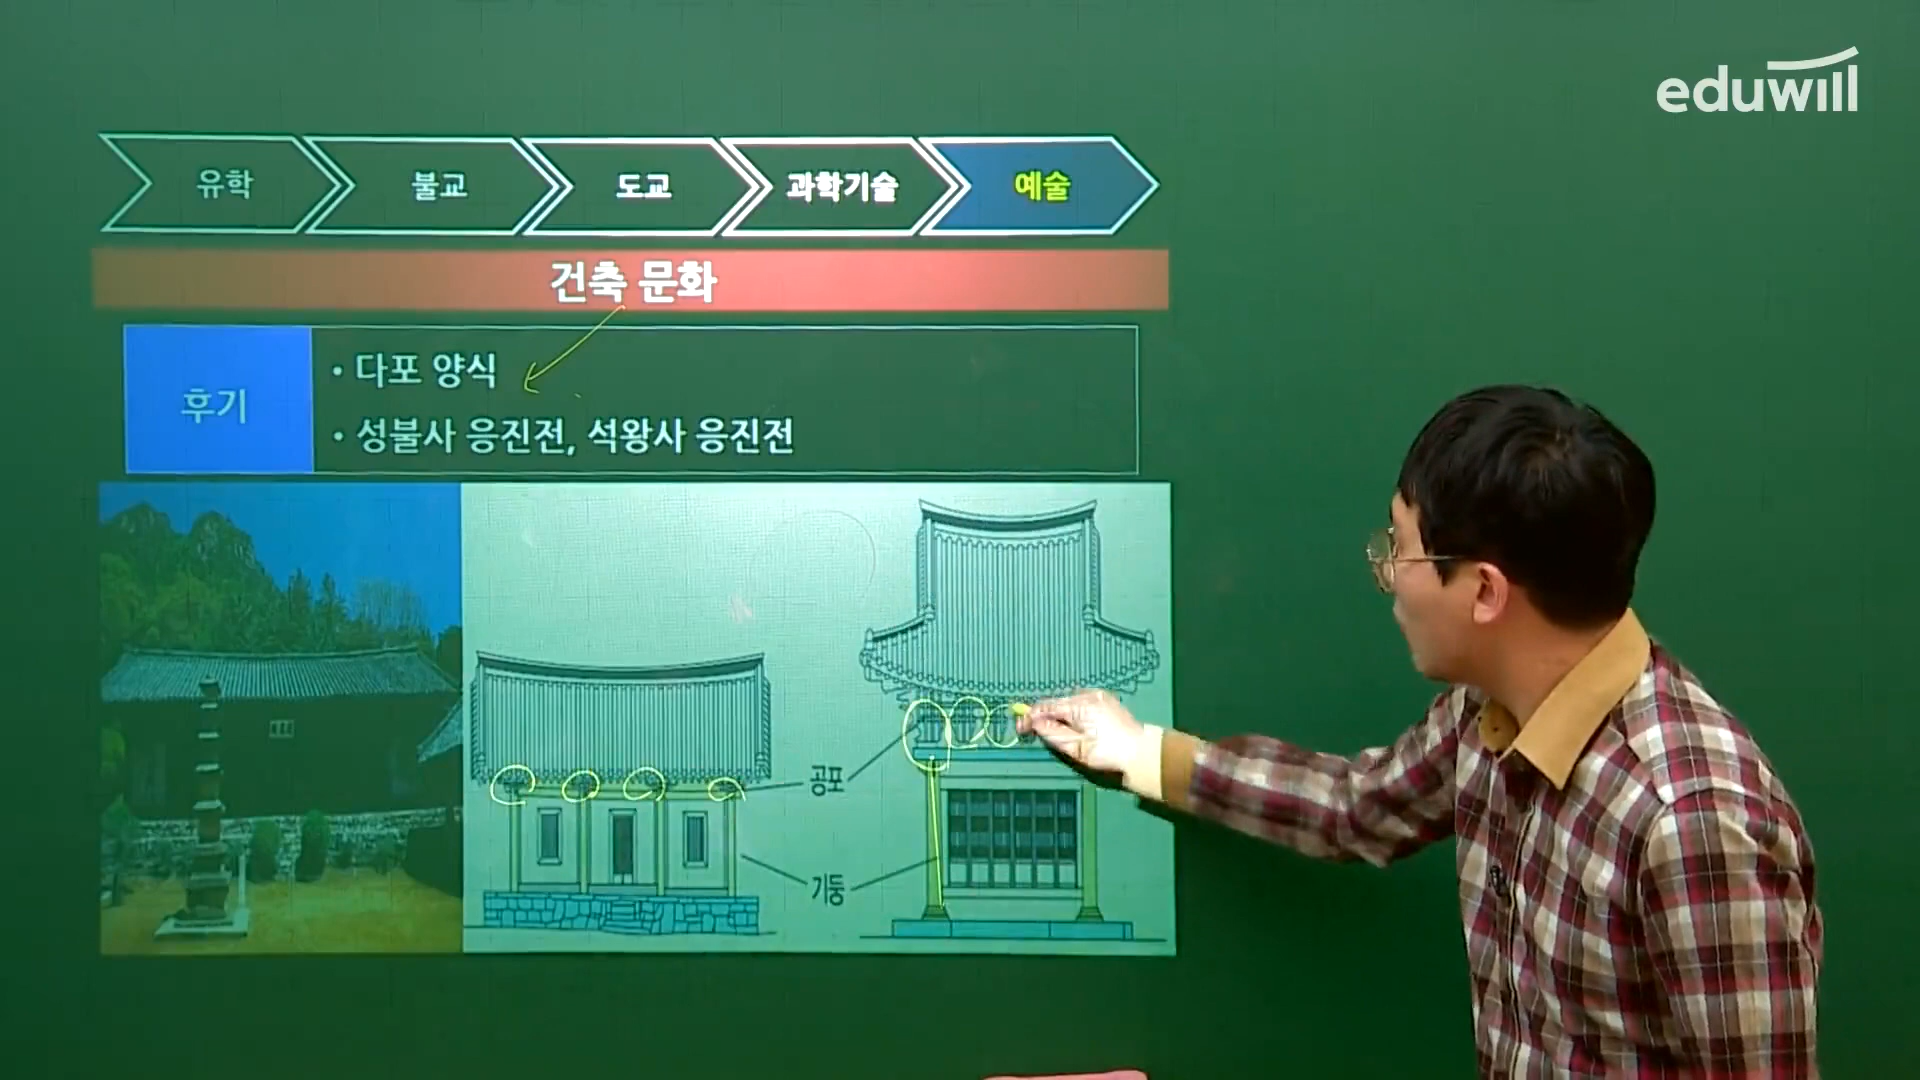 eduwill
유학 불교 도교 과학기술 예술
건축 문화
후기
• 다포 양식
• 성불사 응진전, 석왕사 응진전
공포
기둥